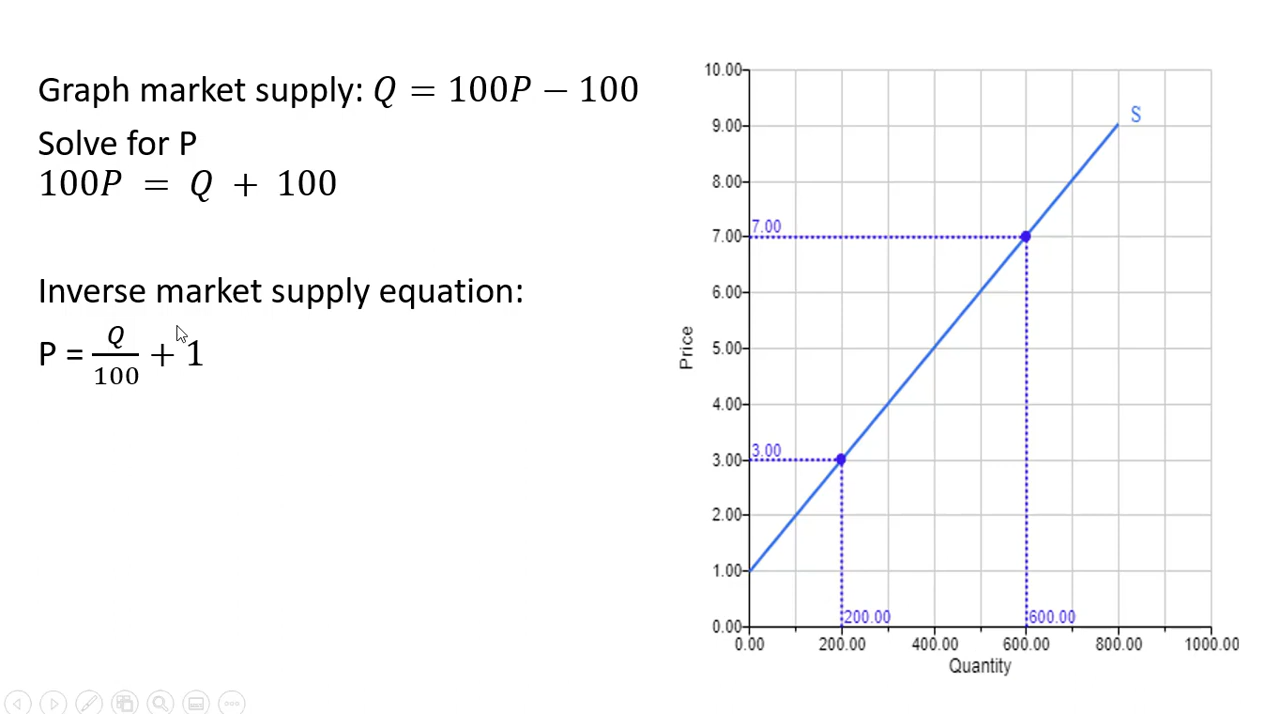 Graph market supply: 𝑄 = 100𝑃 − 100
Solve for P
100𝑃 = 𝑄 + 100
Inverse market supply equation:
P = 𝑄/100 + 1
10.00
9.00
8.00
7.00
6.00
5.00
4.00
3.00
2.00
1.00
0.00
Price
S
7.00
3.00
200.00
600.00
0.00 200.00 400.00 600.00 800.00 1000.00
Quantity